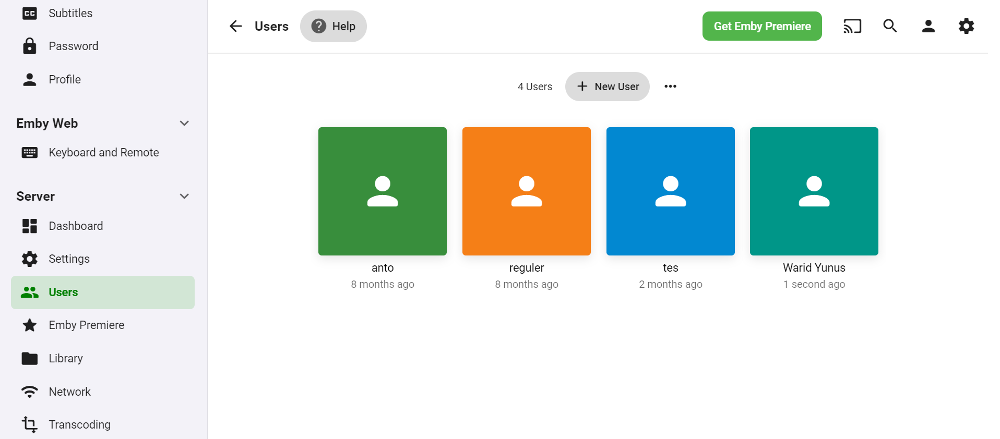 Subtitles
Password
Profile
Emby Web
Keyboard and Remote
Server
Dashboard
Settings
Users
Emby Premiere
Library
Network
Transcoding
Users
Help
Get Emby Premiere
4 Users
New User
anto
8 months ago
reguler
8 months ago
tes
2 months ago
Warid Yunus
1 second ago